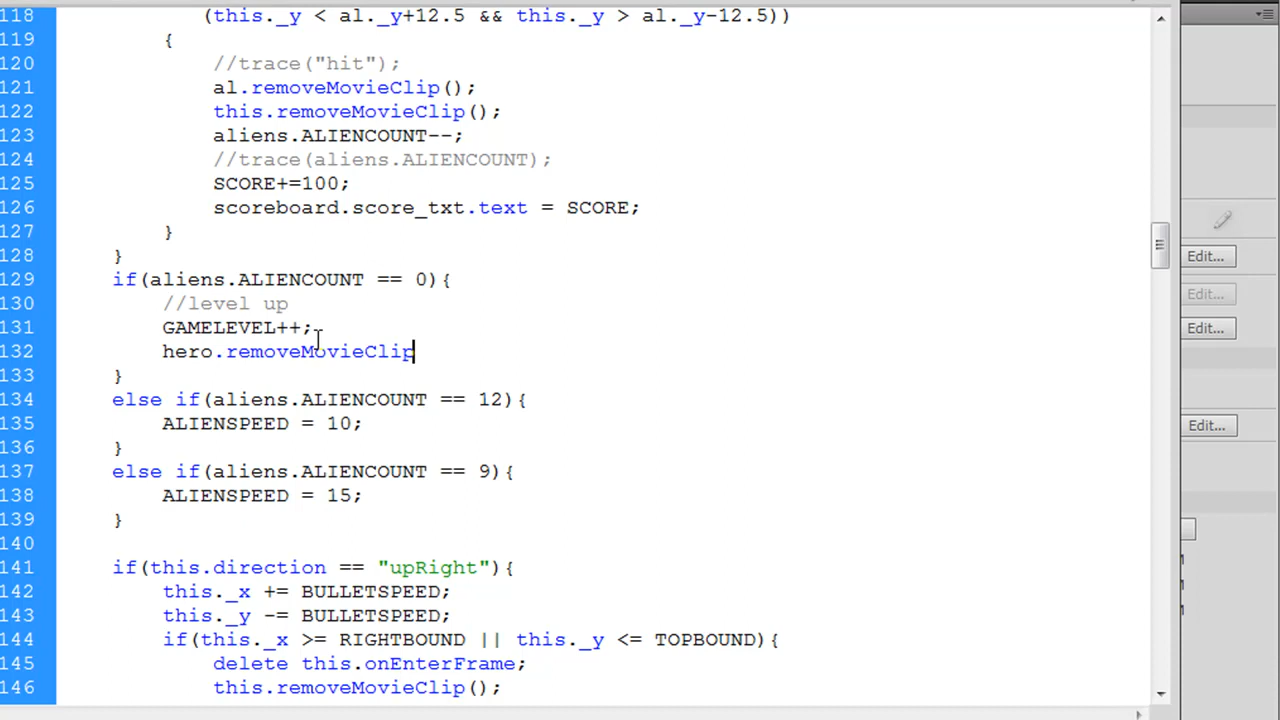 118 (this._y < al._y+12.5 && this._y > al._y-12.5))
119 {
120 //trace("hit");
121 al.removeMovieClip();
122 this.removeMovieClip();
123 aliens.ALIENCOUNT--;
124 //trace(aliens.ALIENCOUNT);
125 SCORE+=100;
126 scoreboard.score_txt.text = SCORE;
127 }
128 }
129 if(aliens.ALIENCOUNT == 0){
130 //level up
131 GAMELEVEL++;
132 hero.removeMovieClip
133 }
134 else if(aliens.ALIENCOUNT == 12){
135 ALIENSPEED = 10;
136 }
137 else if(aliens.ALIENCOUNT == 9){
138 ALIENSPEED = 15;
139 }
140
141 if(this.direction == "upRight"){
142 this._x += BULLETSPEED;
143 this._y -= BULLETSPEED;
144 if(this._x >= RIGHTBOUND || this._y <= TOPBOUND){
145 delete this.onEnterFrame;
146 this.removeMovieClip();
Edit...
Edit...
Edit...
Edit...